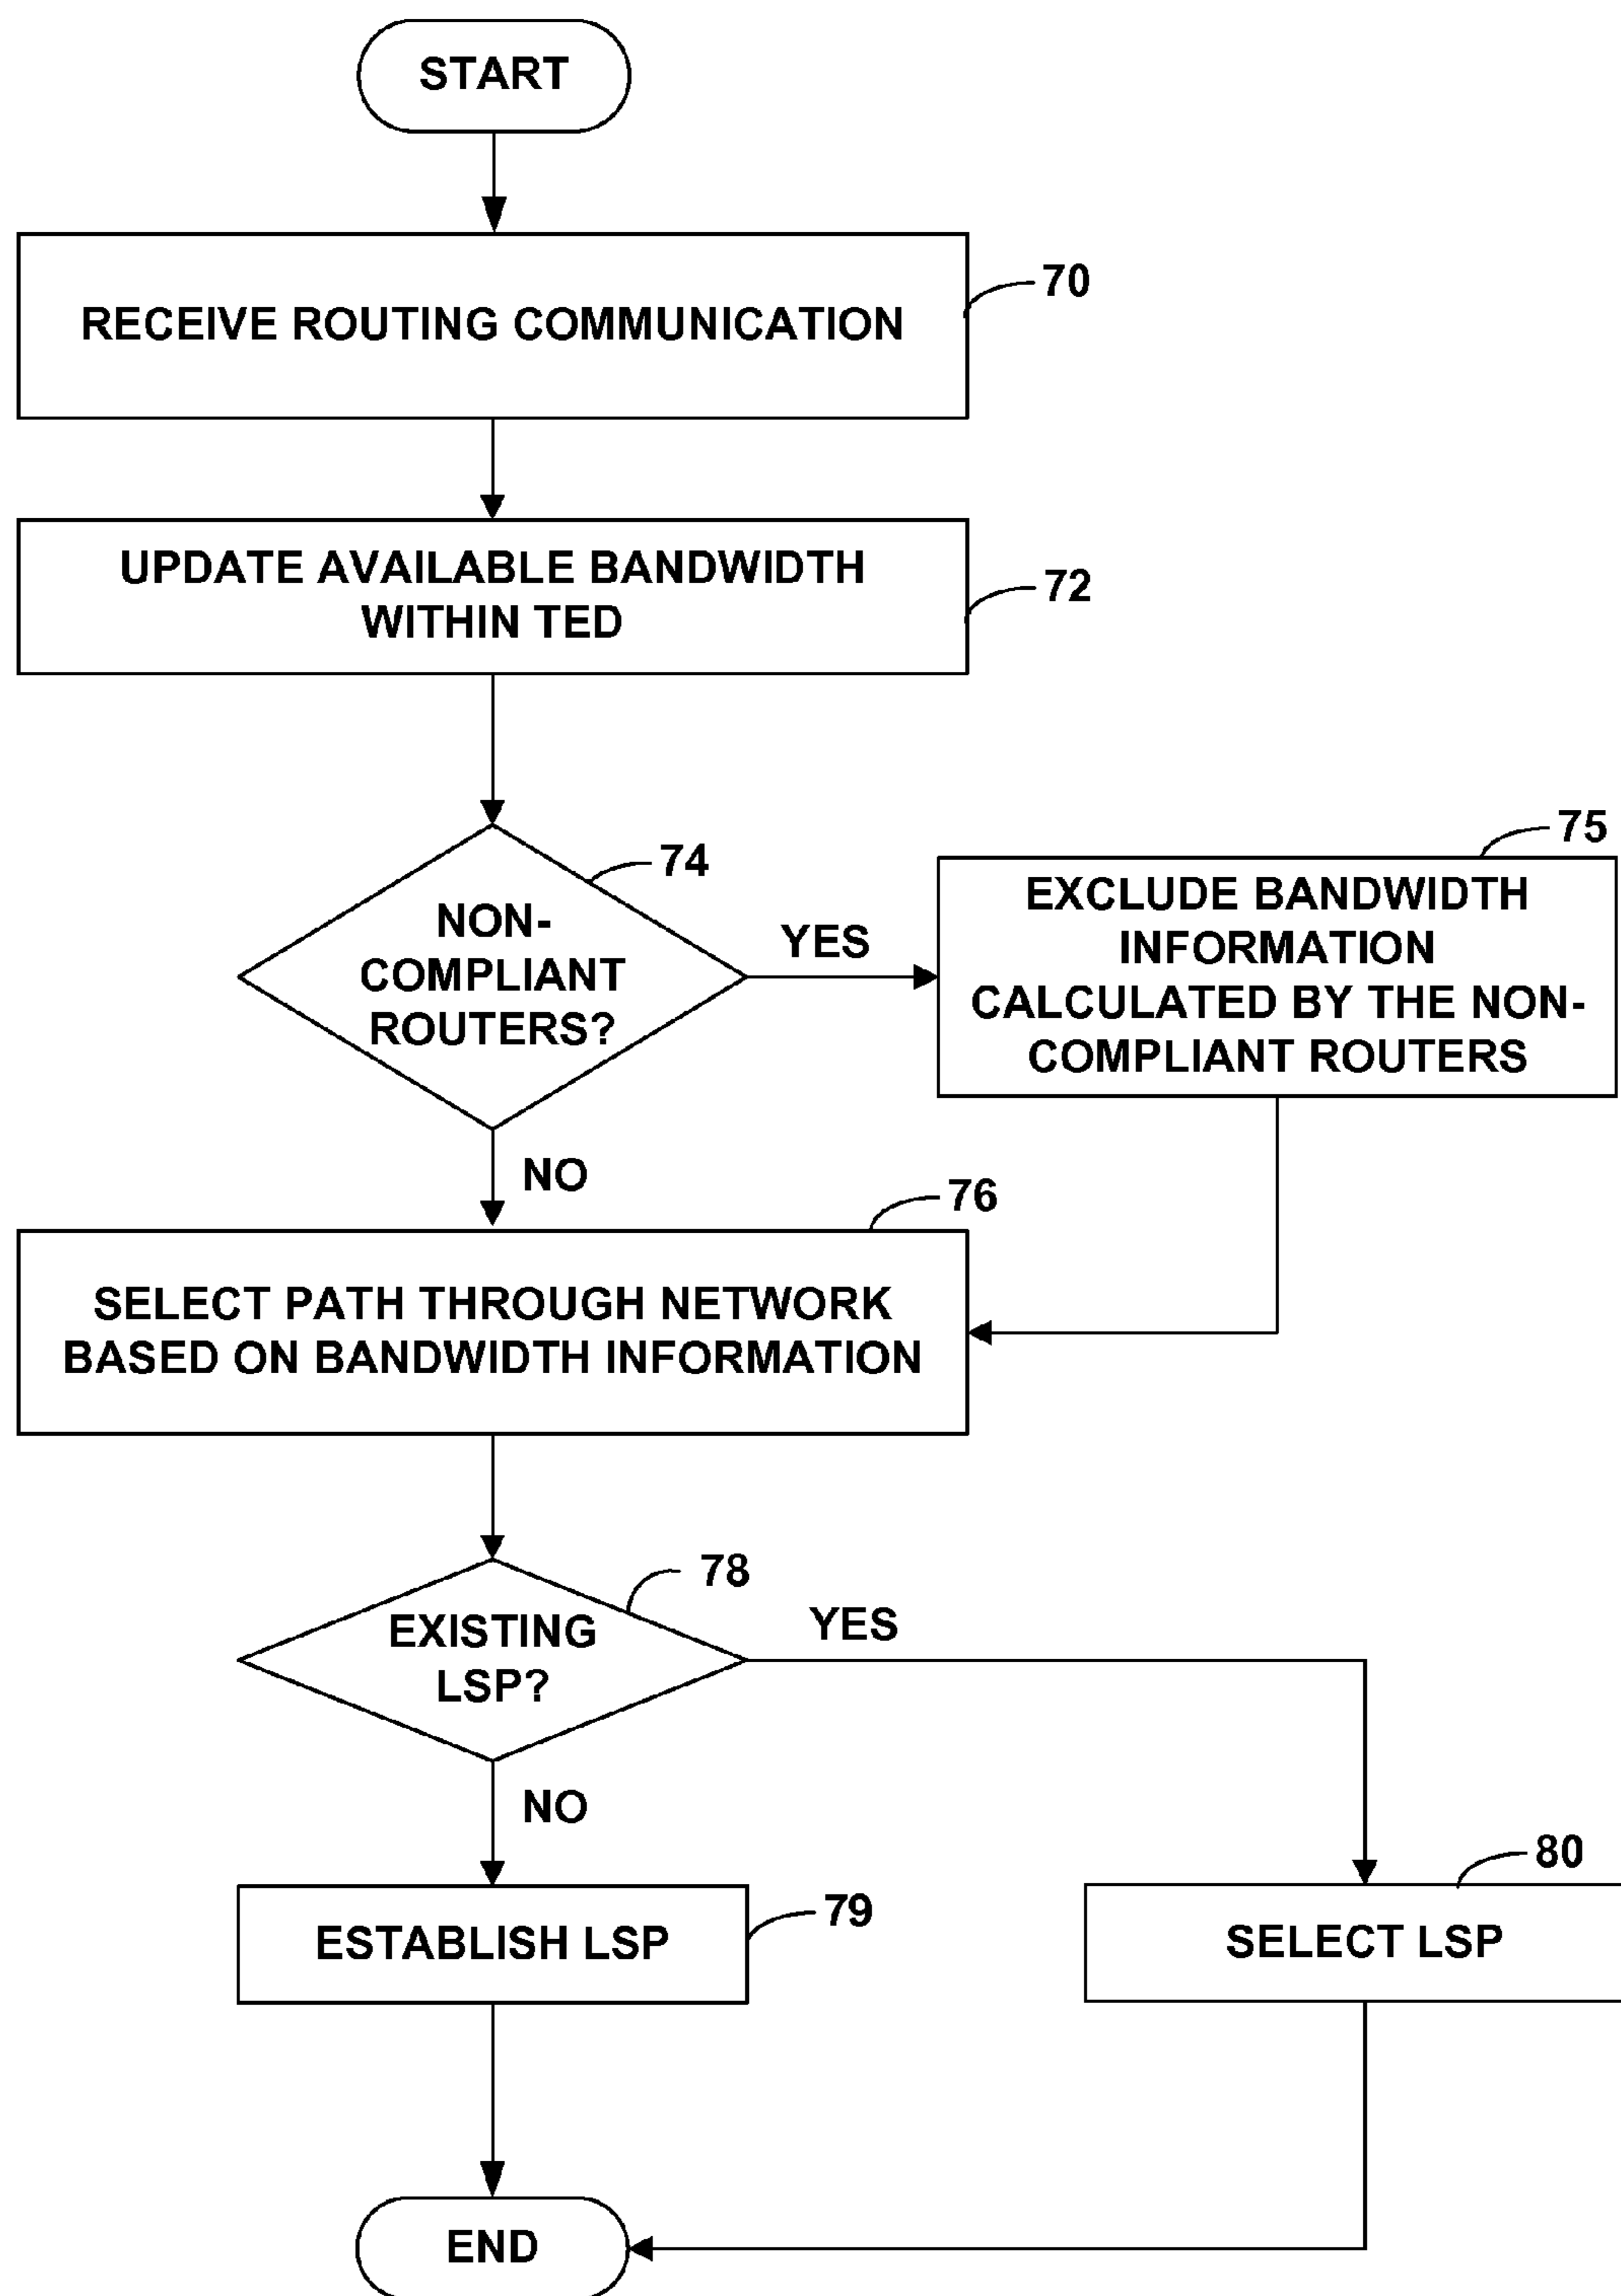 START
RECEIVE ROUTING COMMUNICATION
70
UPDATE AVAILABLE BANDWIDTH
WITHIN TED
72
74
NON-
COMPLIANT
ROUTERS?
YES
75
EXCLUDE BANDWIDTH
INFORMATION
CALCULATED BY THE NON-
COMPLIANT ROUTERS
NO
76
SELECT PATH THROUGH NETWORK
BASED ON BANDWIDTH INFORMATION
78
EXISTING
LSP?
YES
NO
79
ESTABLISH LSP
80
SELECT LSP
END